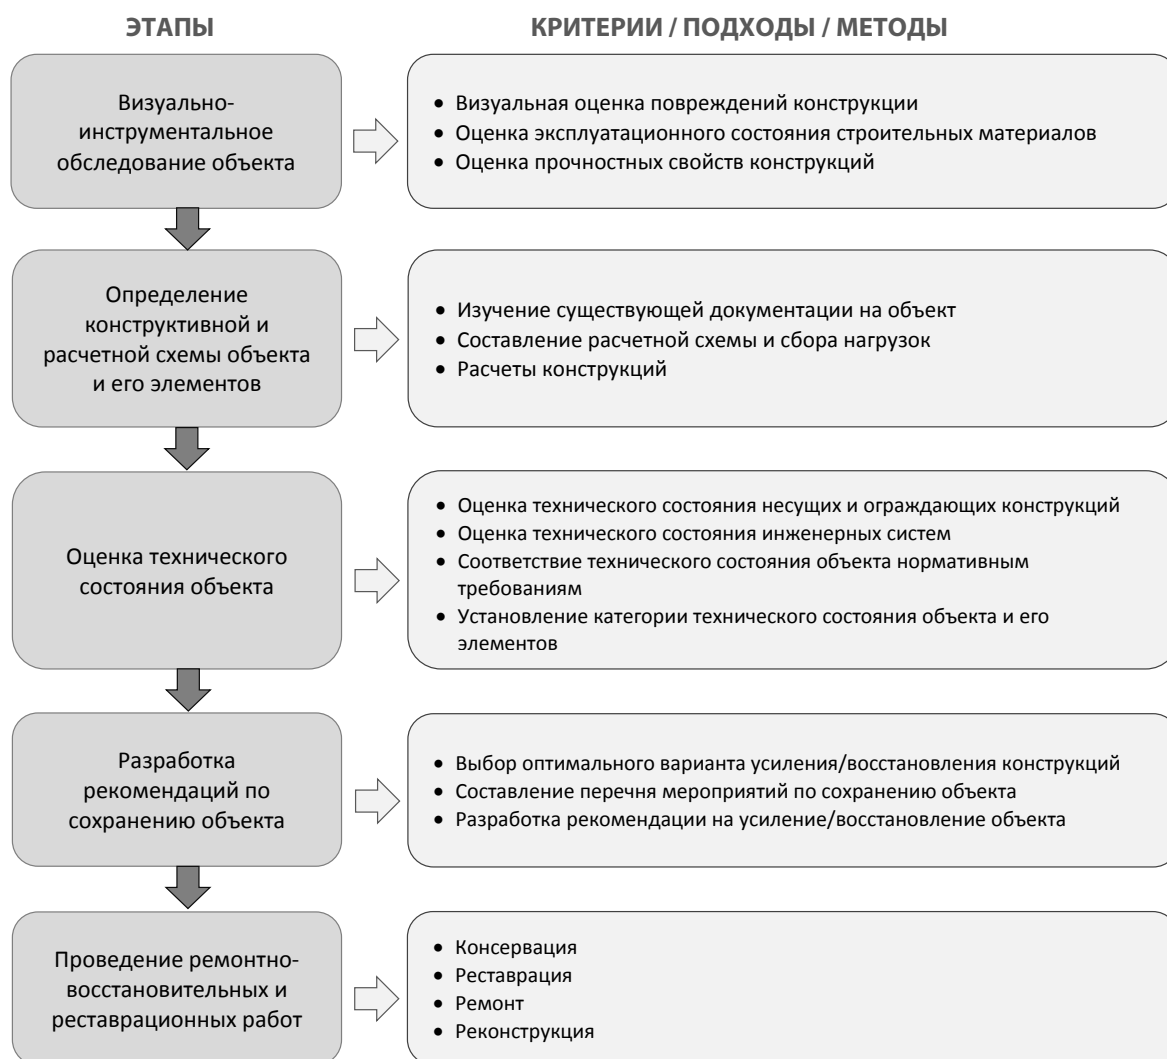 ЭТАПЫ
КРИТЕРИИ / ПОДХОДЫ / МЕТОДЫ
Визуально-
инструментальное
обследование объекта
• Визуальная оценка повреждений конструкции
• Оценка эксплуатационного состояния строительных материалов
• Оценка прочностных свойств конструкций
Определение
конструктивной и
расчетной схемы объекта
и его элементов
• Изучение существующей документации на объект
• Составление расчетной схемы и сбора нагрузок
• Расчеты конструкций
Оценка технического
состояния объекта
• Оценка технического состояния несущих и ограждающих конструкций
• Оценка технического состояния инженерных систем
• Соответствие технического состояния объекта нормативным
требованиям
• Установление категории технического состояния объекта и его
элементов
Разработка
рекомендаций по
сохранению объекта
• Выбор оптимального варианта усиления/восстановления конструкций
• Составление перечня мероприятий по сохранению объекта
• Разработка рекомендации на усиление/восстановление объекта
Проведение ремонтно-
восстановительных и
реставрационных работ
• Консервация
• Реставрация
• Ремонт
• Реконструкция